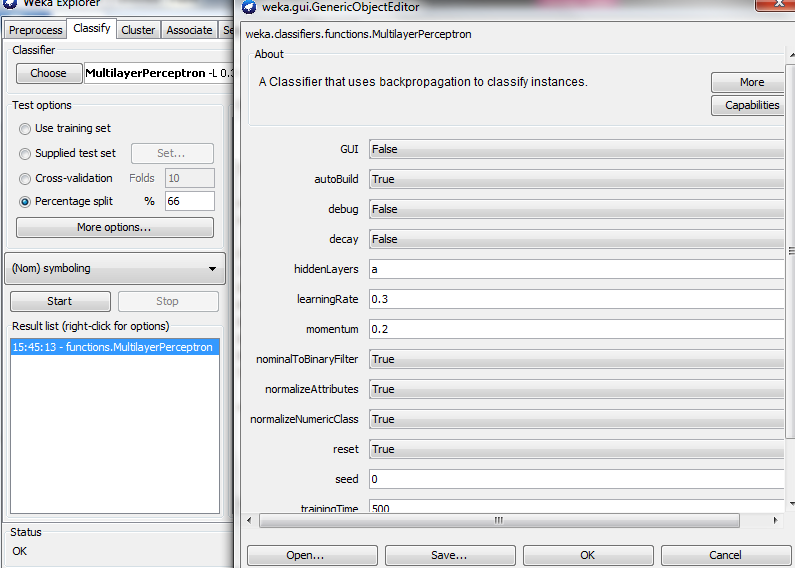 Weka Explorer
Preprocess Classify Cluster Associate
Classifier
Choose MultilayerPerceptron -L 0.3
Test options
Use training set
Supplied test set Set...
Cross-validation Folds 10
Percentage split % 66
More options...
(Nom) symboling
Start Stop
Result list (right-click for options)
15:45:13 - functions.MultilayerPerceptron
Status
OK
weka.gui.GenericObjectEditor
weka.classifiers.functions.MultilayerPerceptron
About
A Classifier that uses backpropagation to classify instances.
More
Capabilities
GUI False
autoBuild True
debug False
decay False
hiddenLayers a
learningRate 0.3
momentum 0.2
nominalToBinaryFilter True
normalizeAttributes True
normalizeNumericClass True
reset True
seed 0
trainingTime 500
Open... Save... OK Cancel